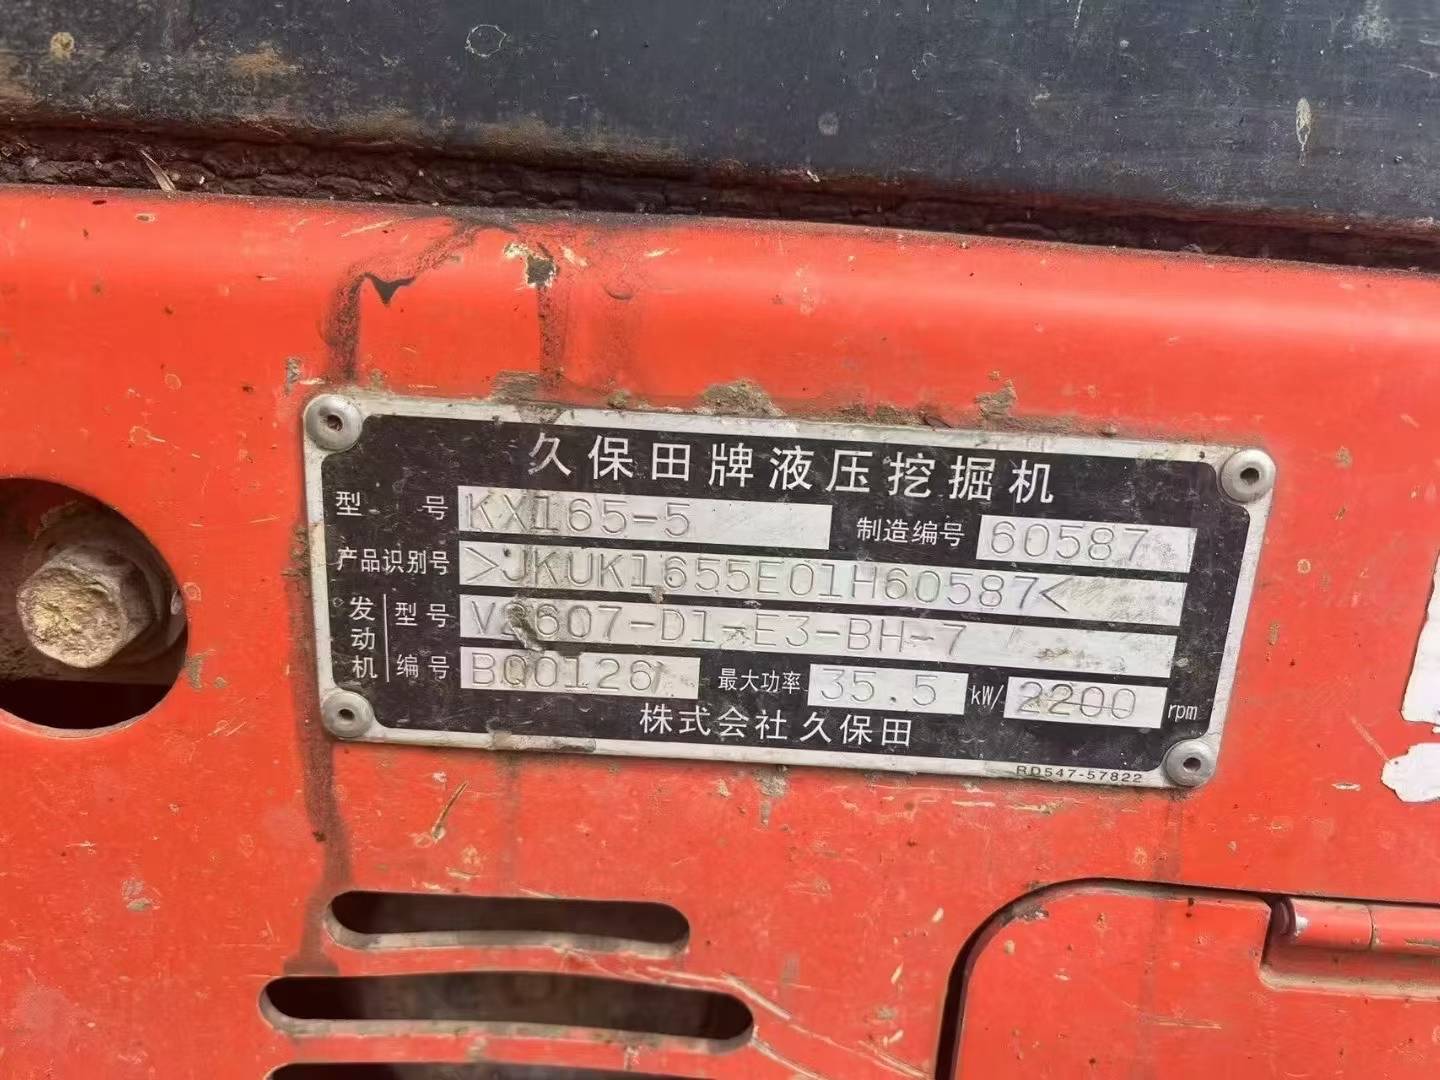 久保田牌液压挖掘机
型号 KX165-5 制造编号 60587
产品识别号 >JKUK1655E01H60587<
发动机 型号 V2607-D1-E3-BH-7
编号 BQ0126 最大功率 35.5 kW/ 2200 rpm
株式会社久保田
RD547-57822